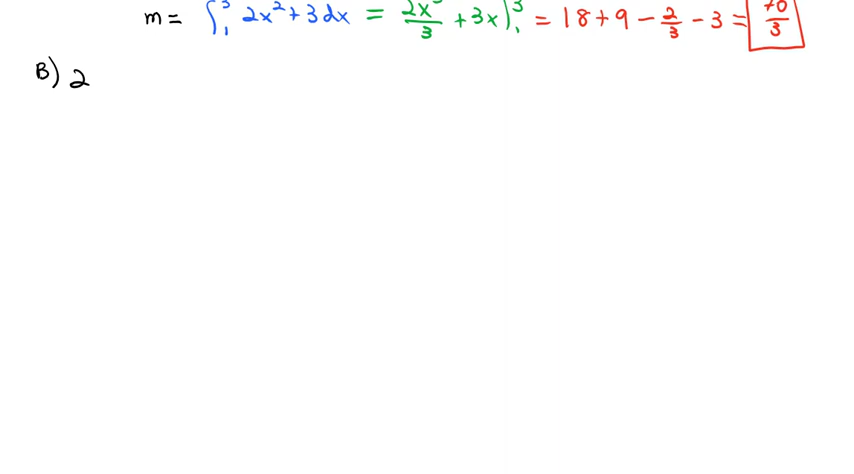 m = ∫₁³ 2x² + 3 dx = 2x³/3 + 3x |₁³ = 18 + 9 - 2/3 - 3 = 70/3
B) 2